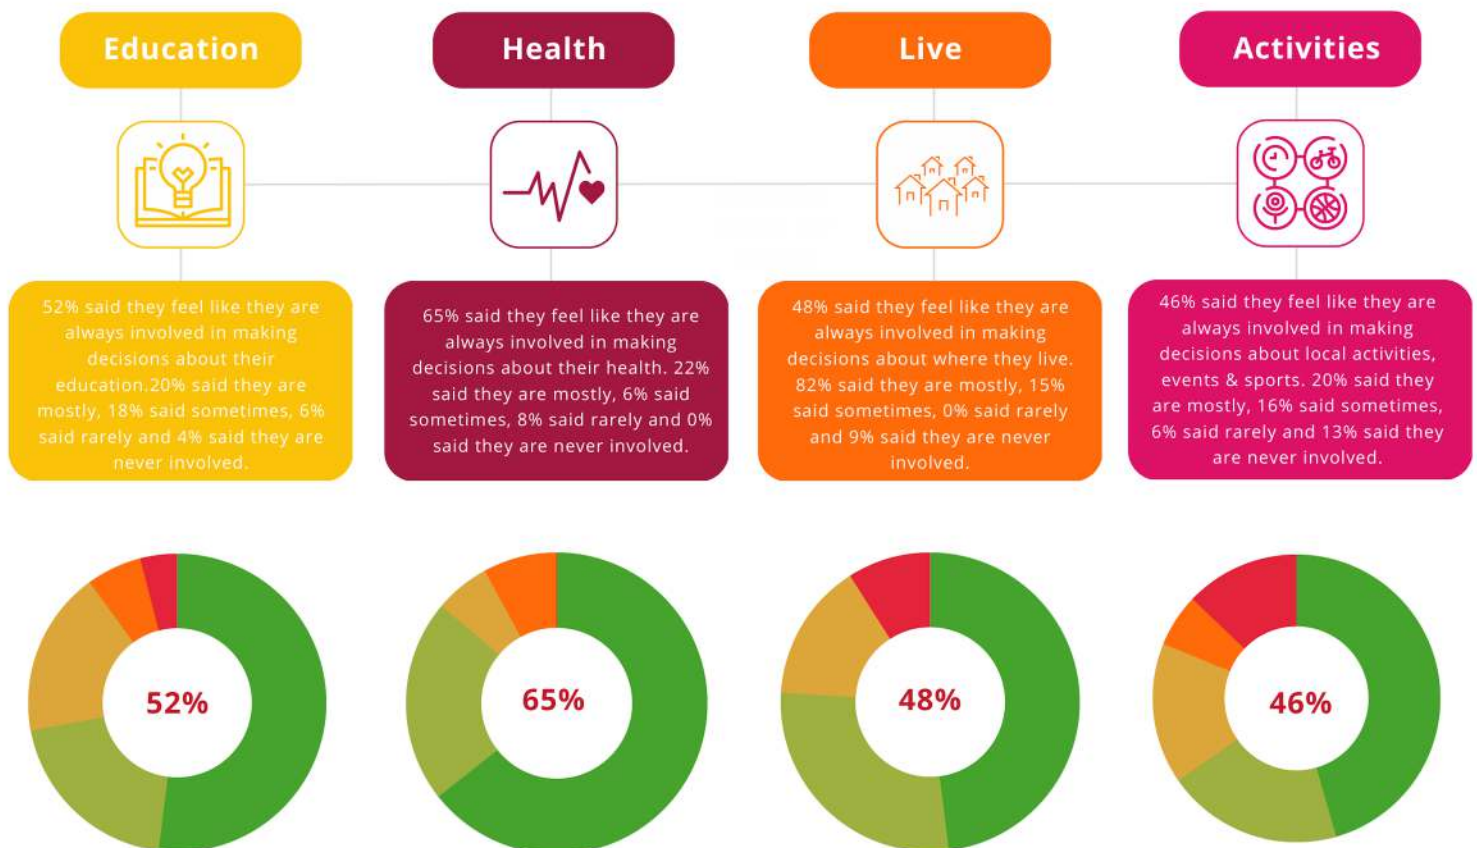 Education
Health
Live
Activities
52% said they feel like they are
always involved in making
decisions about their
education.20% said they are
mostly, 18% said sometimes, 6%
said rarely and 4% said they are
never involved.
65% said they feel like they are
always involved in making
decisions about their health. 22%
said they are mostly, 6% said
sometimes, 8% said rarely and 0%
said they are never involved.
48% said they feel like they are
always involved in making
decisions about where they live.
82% said they are mostly, 15%
said sometimes, 0% said rarely
and 9% said they are never
involved.
46% said they feel like they are
always involved in making
decisions about local activities,
events & sports. 20% said they
are mostly, 16% said sometimes,
6% said rarely and 13% said they
are never involved.
52%
65%
48%
46%